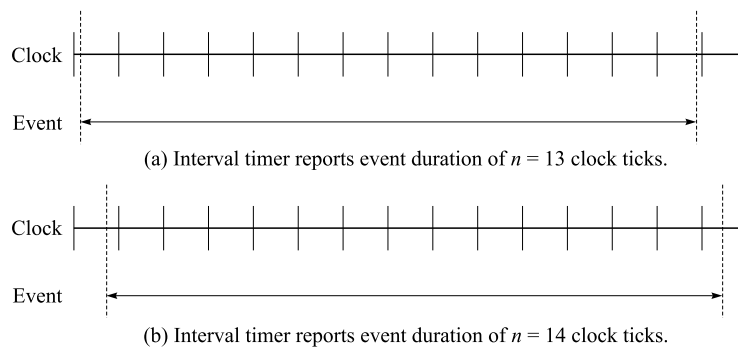 Clock
Event
(a) Interval timer reports event duration of n = 13 clock ticks.
Clock
Event
(b) Interval timer reports event duration of n = 14 clock ticks.